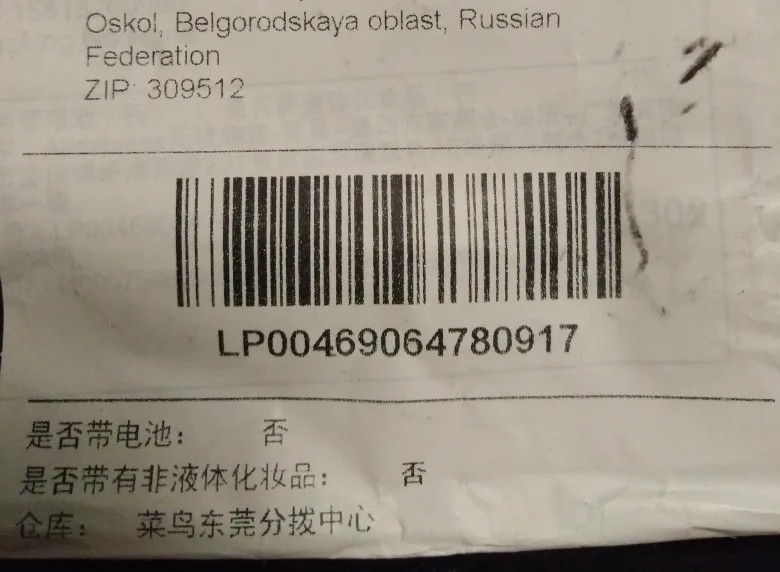 Oskol, Belgorodskaya oblast, Russian
Federation
ZIP: 309512
LP00469064780917
是否带电池： 否
是否带有非液体化妆品： 否
仓库： 菜鸟东莞分拨中心